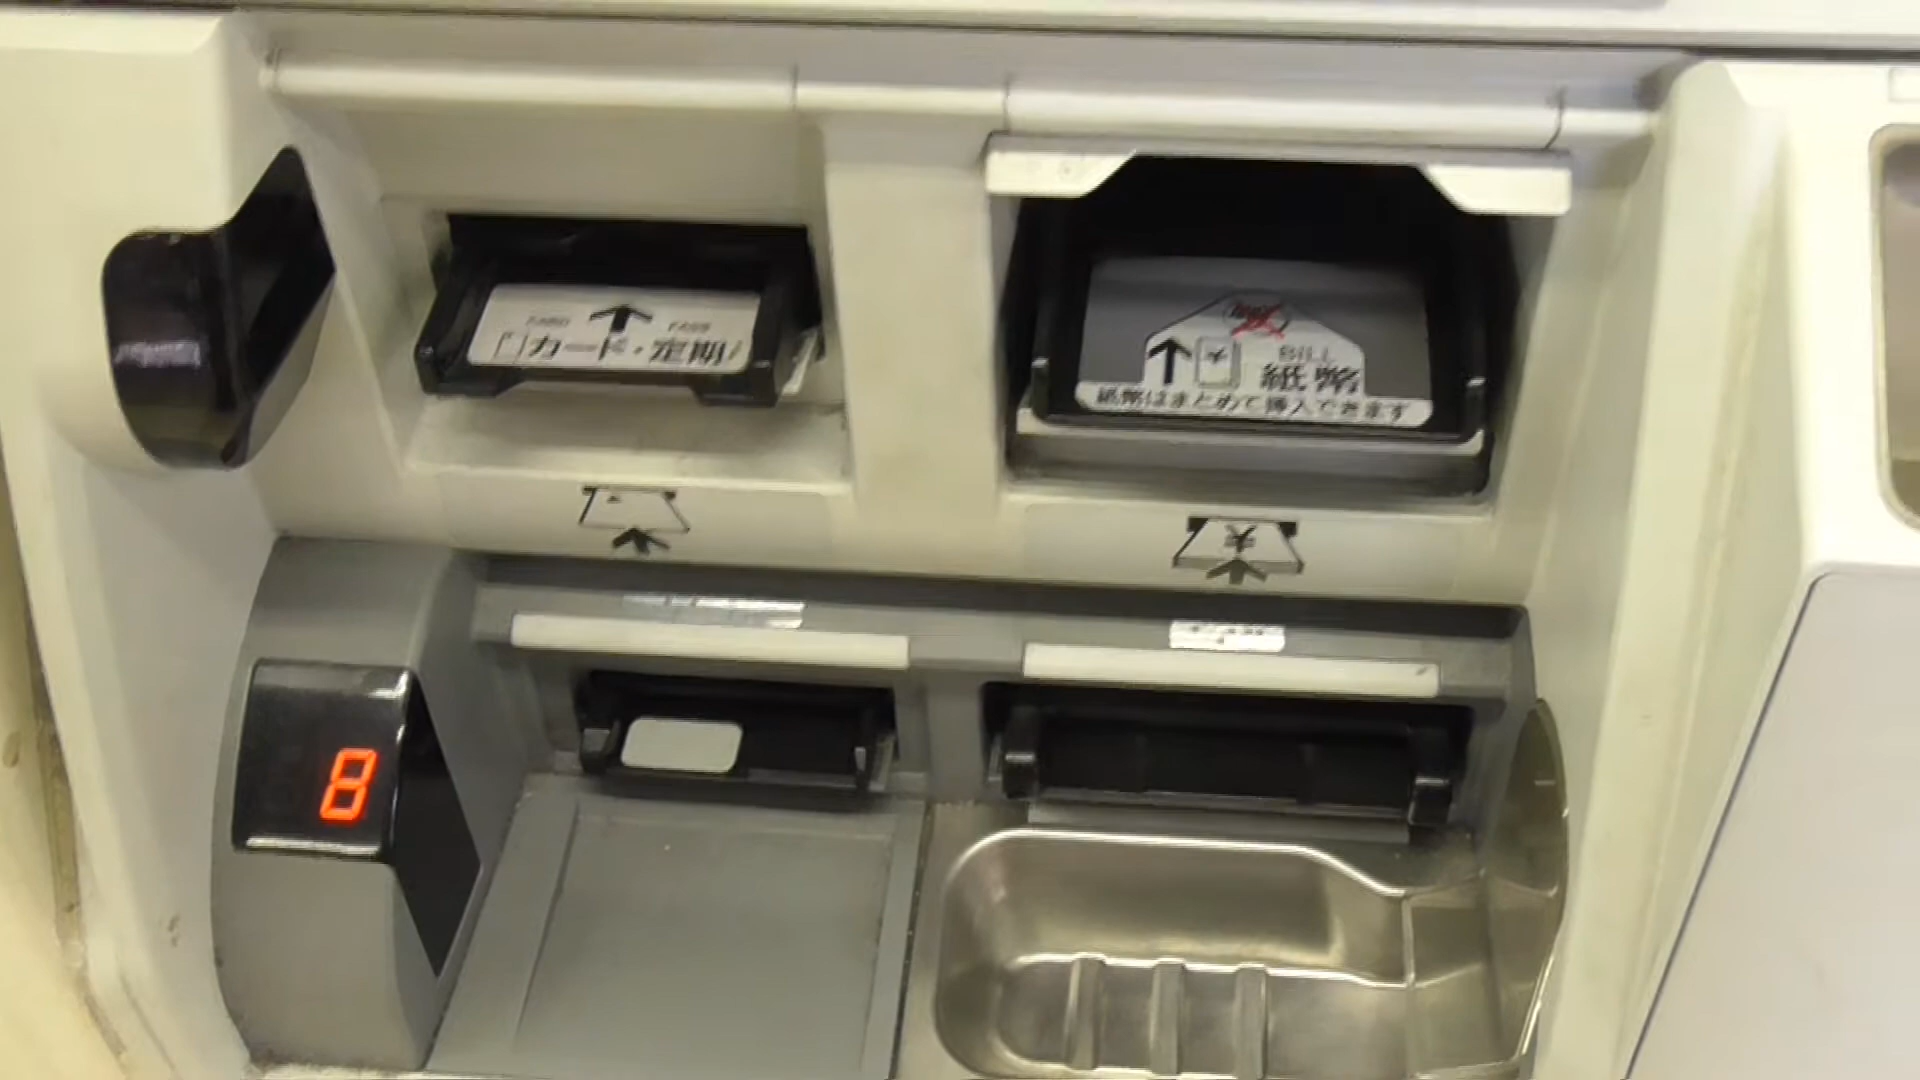 CARD PASS
カード・定期
¥ BILL
紙幣
紙幣はまとめて挿入できます
¥
8